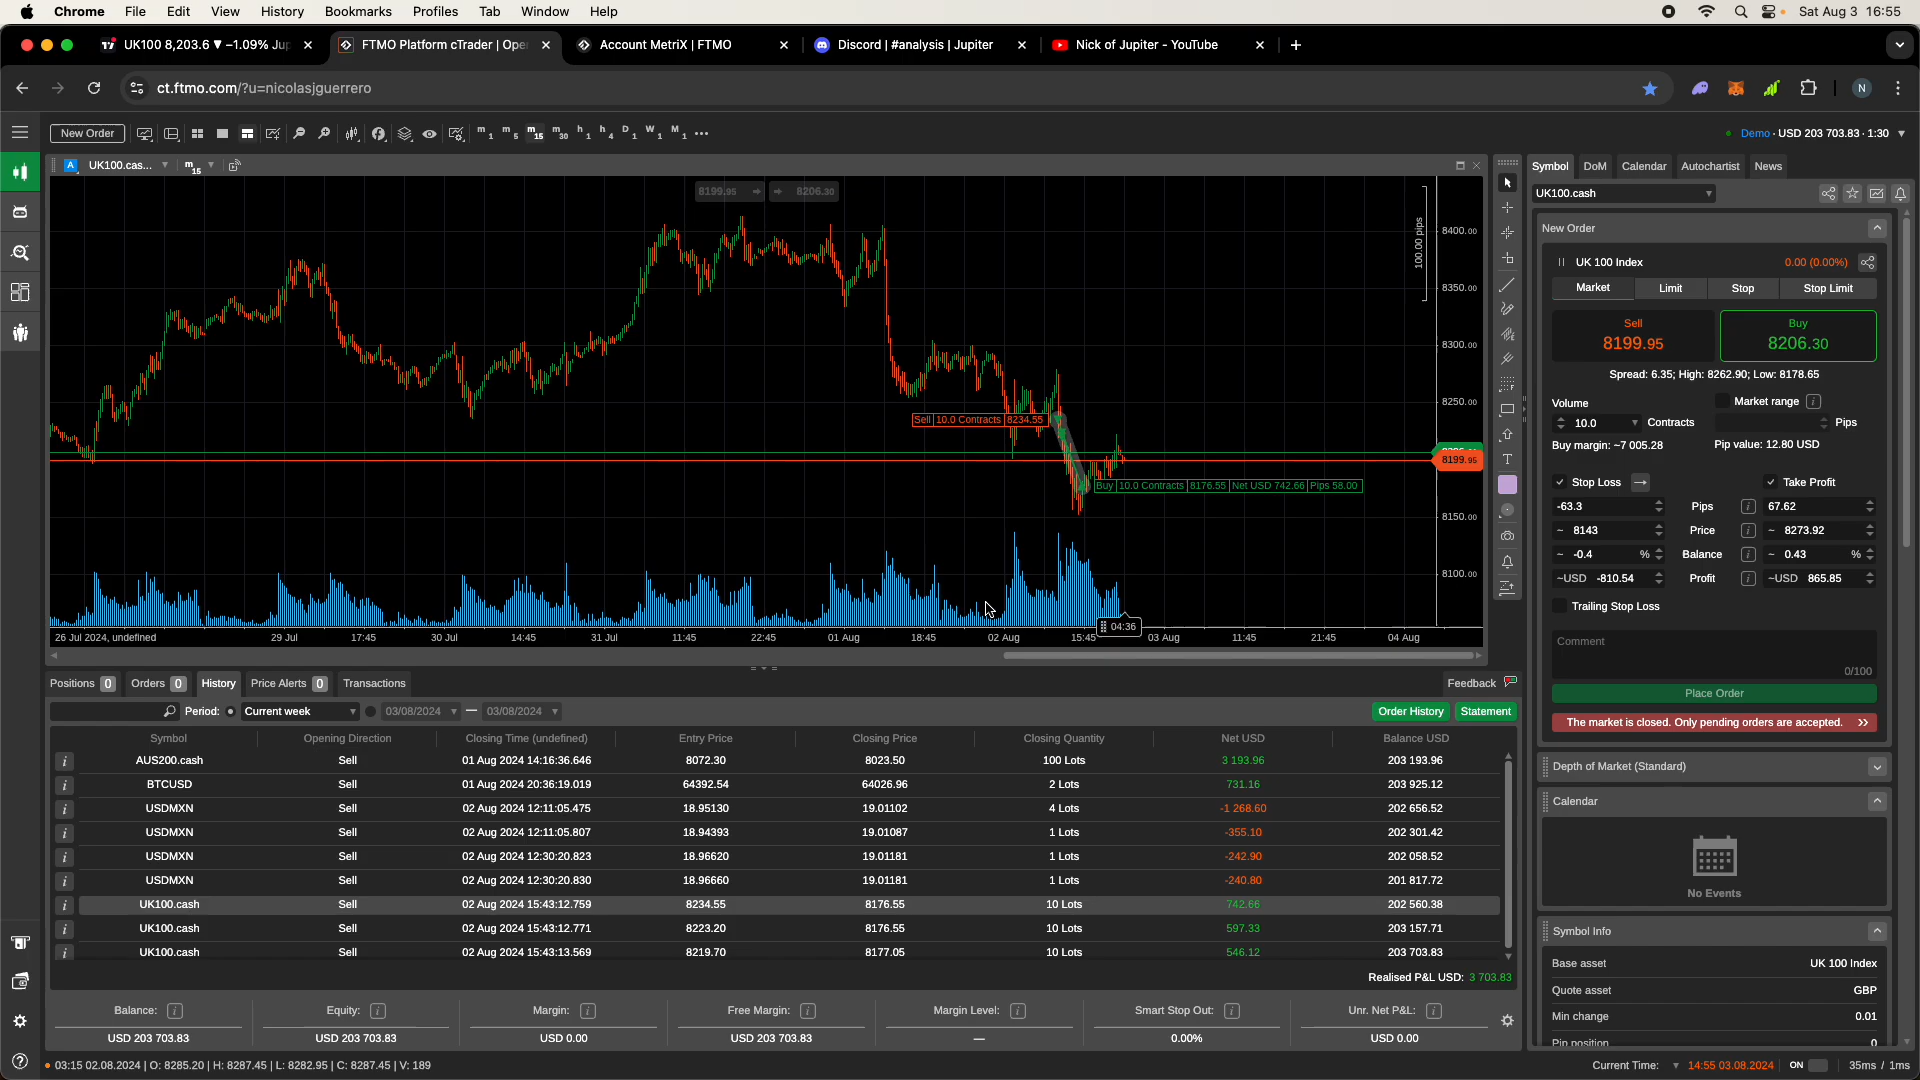 Chrome File Edit View History Bookmarks Profiles Tab Window Help Sat Aug 3 16:55
UK100 8,203.6 ▼ −1.09% Ju FTMO Platform cTrader | Ope Account MetriX | FTMO Discord | #analysis | Jupiter Nick of Jupiter - YouTube
ct.ftmo.com/?u=nicolasjguerrero N
New Order m1 m5 m15 m30 h1 h4 D1 W1 M1 Demo · USD 203 703.83 · 1:30
A UK100.cas... m15
Symbol DoM Calendar Autochartist News
UK100.cash
8199.95 8206.30
100.00 pips
8400.00
8350.00
8300.00
8250.00
8199.95
8150.00
8100.00
Sell 10.0 Contracts 8234.55
Buy 10.0 Contracts 8176.55 Net USD 742.66 Pips 58.00
04:36
26 Jul 2024, undefined 29 Jul 17:45 30 Jul 14:45 31 Jul 11:45 22:45 01 Aug 18:45 02 Aug 15:45 03 Aug 11:45 21:45 04 Aug
New Order
UK 100 Index 0.00 (0.00%)
Market Limit Stop Stop Limit
Sell Buy
8199.95 8206.30
Spread: 6.35; High: 8262.90; Low: 8178.65
Volume Market range
10.0 Contracts Pips
Buy margin: ~7 005.28 Pip value: 12.80 USD
Stop Loss Take Profit
-63.3 Pips 67.62
~ 8143 Price ~ 8273.92
~ -0.4 % Balance ~ 0.43 %
~USD -810.54 Profit ~USD 865.85
Trailing Stop Loss
Comment
0/100
Place Order
The market is closed. Only pending orders are accepted.
Depth of Market (Standard)
Calendar
No Events
Symbol Info
Base asset UK 100 Index
Quote asset GBP
Min change 0.01
Pip position 0
Positions 0 Orders 0 History Price Alerts 0 Transactions Feedback
Period: Current week 03/08/2024 — 03/08/2024 Order History Statement
Symbol Opening Direction Closing Time (undefined) Entry Price Closing Price Closing Quantity Net USD Balance USD
AUS200.cash Sell 01 Aug 2024 14:16:36.646 8072.30 8023.50 100 Lots 3 193.96 203 193.96
BTCUSD Sell 01 Aug 2024 20:36:19.019 64392.54 64026.96 2 Lots 731.16 203 925.12
USDMXN Sell 02 Aug 2024 12:11:05.475 18.95130 19.01102 4 Lots -1 268.60 202 656.52
USDMXN Sell 02 Aug 2024 12:11:05.807 18.94393 19.01087 1 Lots -355.10 202 301.42
USDMXN Sell 02 Aug 2024 12:30:20.823 18.96620 19.01181 1 Lots -242.90 202 058.52
USDMXN Sell 02 Aug 2024 12:30:20.830 18.96660 19.01181 1 Lots -240.80 201 817.72
UK100.cash Sell 02 Aug 2024 15:43:12.759 8234.55 8176.55 10 Lots 742.66 202 560.38
UK100.cash Sell 02 Aug 2024 15:43:12.771 8223.20 8176.55 10 Lots 597.33 203 157.71
UK100.cash Sell 02 Aug 2024 15:43:13.569 8219.70 8177.05 10 Lots 546.12 203 703.83
Realised P&L USD: 3 703.83
Balance: Equity: Margin: Free Margin: Margin Level: Smart Stop Out: Unr. Net P&L:
USD 203 703.83 USD 203 703.83 USD 0.00 USD 203 703.83 — 0.00% USD 0.00
03:15 02.08.2024 | O: 8285.20 | H: 8287.45 | L: 8282.95 | C: 8287.45 | V: 189 Current Time: 14:55 03.08.2024 ON 35ms / 1ms